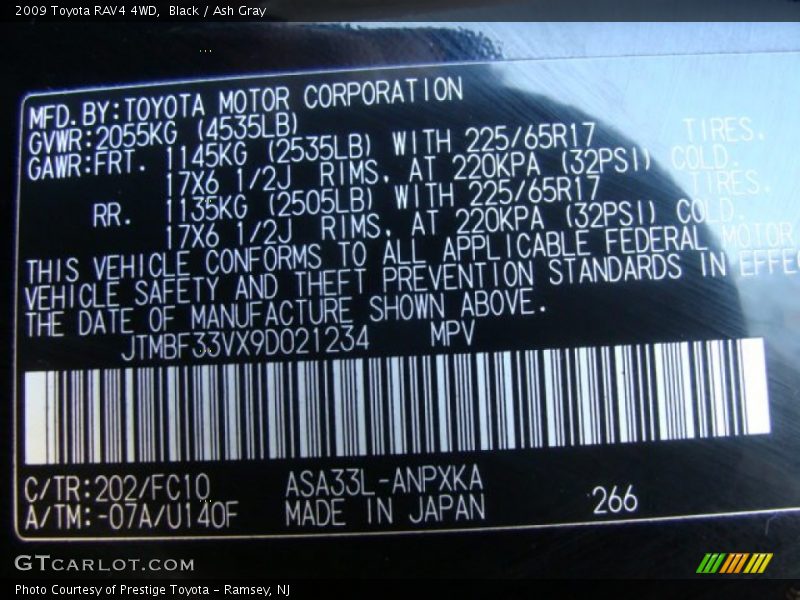 2009 Toyota RAV4 4WD, Black / Ash Gray
MFD.BY:TOYOTA MOTOR CORPORATION
GVWR:2055KG (4535LB)
GAWR:FRT. 1145KG (2535LB) WITH 225/65R17 TIRES.
17X6 1/2J RIMS, AT 220KPA (32PSI) COLD.
RR. 1135KG (2505LB) WITH 225/65R17 TIRES.
17X6 1/2J RIMS, AT 220KPA (32PSI) COLD.
THIS VEHICLE CONFORMS TO ALL APPLICABLE FEDERAL MOTOR
VEHICLE SAFETY AND THEFT PREVENTION STANDARDS IN EFFEC
THE DATE OF MANUFACTURE SHOWN ABOVE.
JTMBF33VX9D021234 MPV
C/TR:202/FC10 ASA33L-ANPXKA
A/TM:-07A/U140F MADE IN JAPAN 266
GTCARLOT.COM
Photo Courtesy of Prestige Toyota - Ramsey, NJ